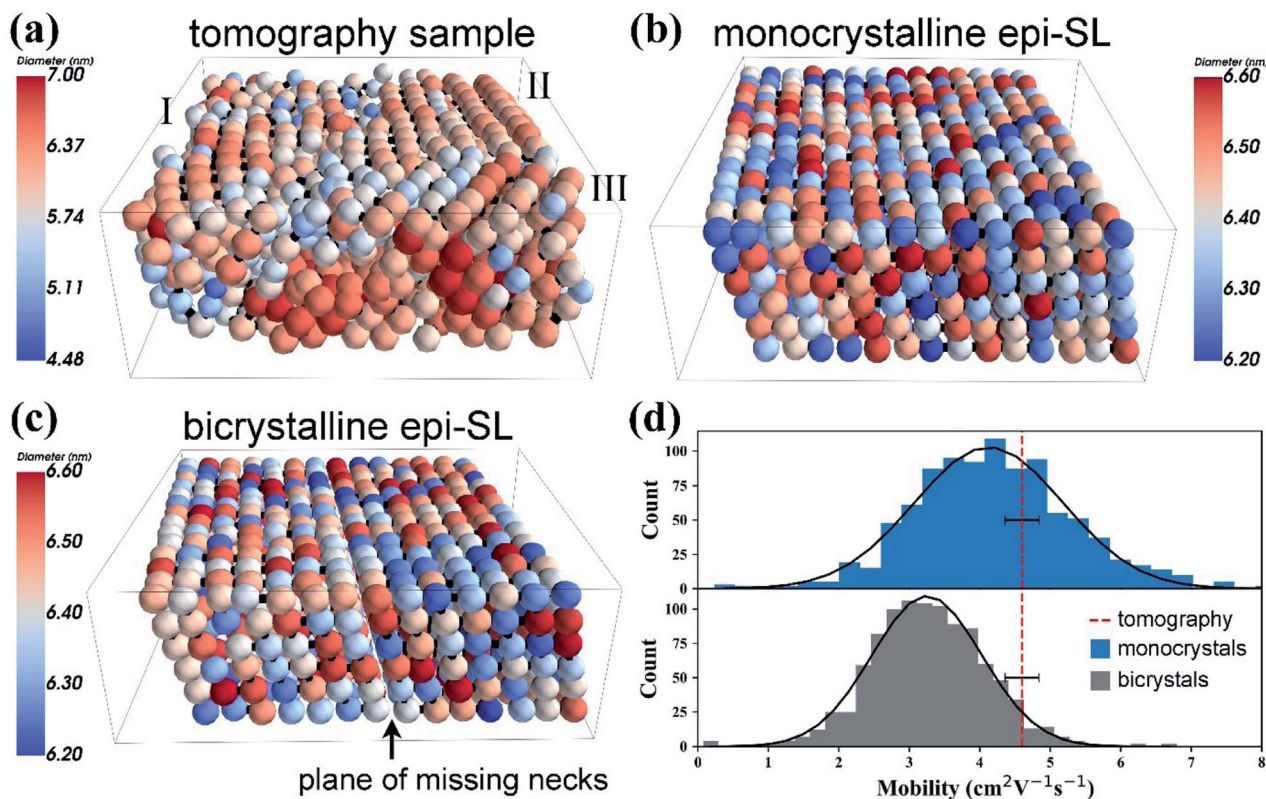 (a)
tomography sample
Diameter (nm)
7.00
6.37
5.74
5.11
4.48
I
II
III
(b)
monocrystalline epi-SL
Diameter (nm)
6.60
6.50
6.40
6.30
6.20
(c)
bicrystalline epi-SL
Diameter (nm)
6.60
6.50
6.40
6.30
6.20
plane of missing necks
(d)
Count
100
75
50
25
0
Count
100
75
50
25
0
tomography
monocrystals
bicrystals
0 1 2 3 4 5 6 7 8
Mobility (cm²V⁻¹s⁻¹)